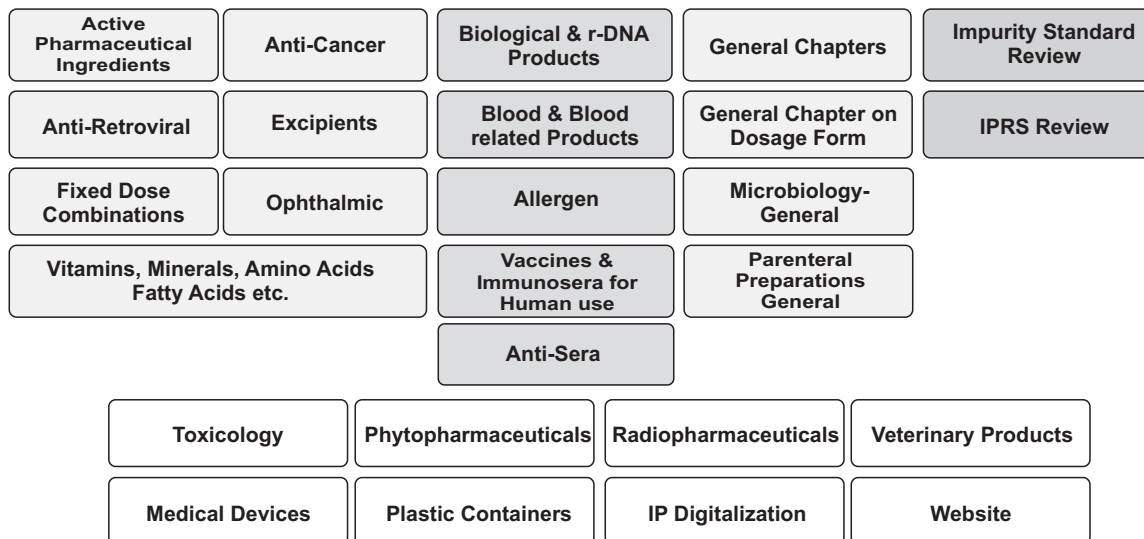 Active
Pharmaceutical
Ingredients
Anti-Cancer
Biological & r-DNA
Products
General Chapters
Impurity Standard
Review
Anti-Retroviral
Excipients
Blood & Blood
related Products
General Chapter on
Dosage Form
IPRS Review
Fixed Dose
Combinations
Ophthalmic
Allergen
Microbiology-
General
Vitamins, Minerals, Amino Acids
Fatty Acids etc.
Vaccines &
Immunosera for
Human use
Parenteral
Preparations
General
Anti-Sera
Toxicology
Phytopharmaceuticals
Radiopharmaceuticals
Veterinary Products
Medical Devices
Plastic Containers
IP Digitalization
Website